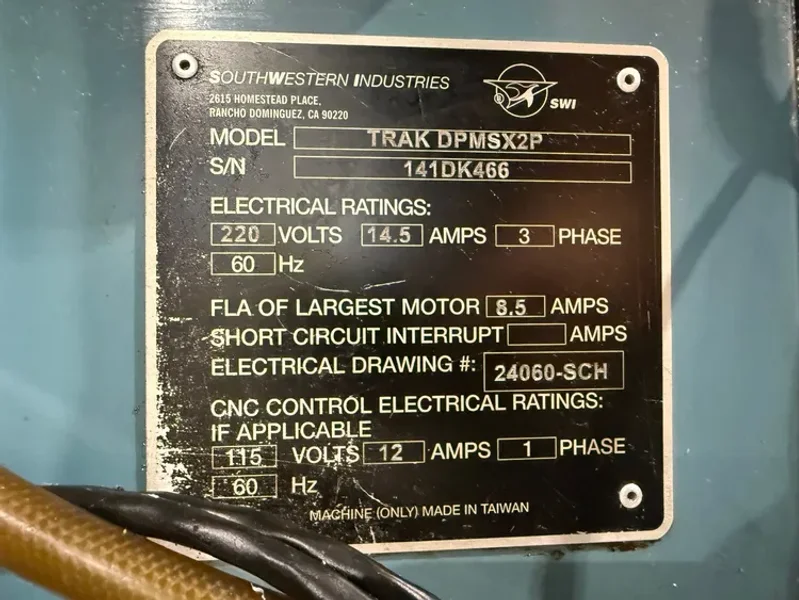 SOUTHWESTERN INDUSTRIES
2615 HOMESTEAD PLACE,
RANCHO DOMINGUEZ, CA 90220
® SWI
MODEL TRAK DPMSX2P
S/N 141DK466
ELECTRICAL RATINGS:
220 VOLTS 14.5 AMPS 3 PHASE
60 Hz
FLA OF LARGEST MOTOR 8.5 AMPS
SHORT CIRCUIT INTERRUPT AMPS
ELECTRICAL DRAWING #: 24060-SCH
CNC CONTROL ELECTRICAL RATINGS:
IF APPLICABLE
115 VOLTS 12 AMPS 1 PHASE
60 Hz
MACHINE (ONLY) MADE IN TAIWAN